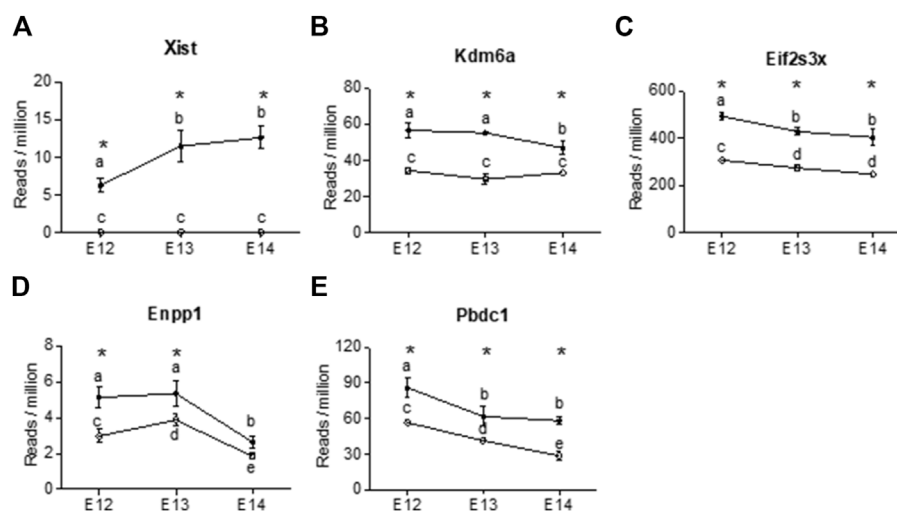 A
Xist
Reads / million
20
15
10
5
0
*
*
*
a
b
b
c
c
c
E12
E13
E14
B
Kdm6a
Reads / million
80
60
40
20
0
*
*
*
a
a
b
c
c
c
E12
E13
E14
C
Eif2s3x
Reads / million
600
400
200
0
*
*
*
a
b
b
c
d
d
E12
E13
E14
D
Enpp1
Reads / million
8
6
4
2
0
*
*
a
a
b
c
d
e
E12
E13
E14
E
Pbdc1
Reads / million
120
90
60
30
0
*
*
*
a
b
b
c
d
e
E12
E13
E14